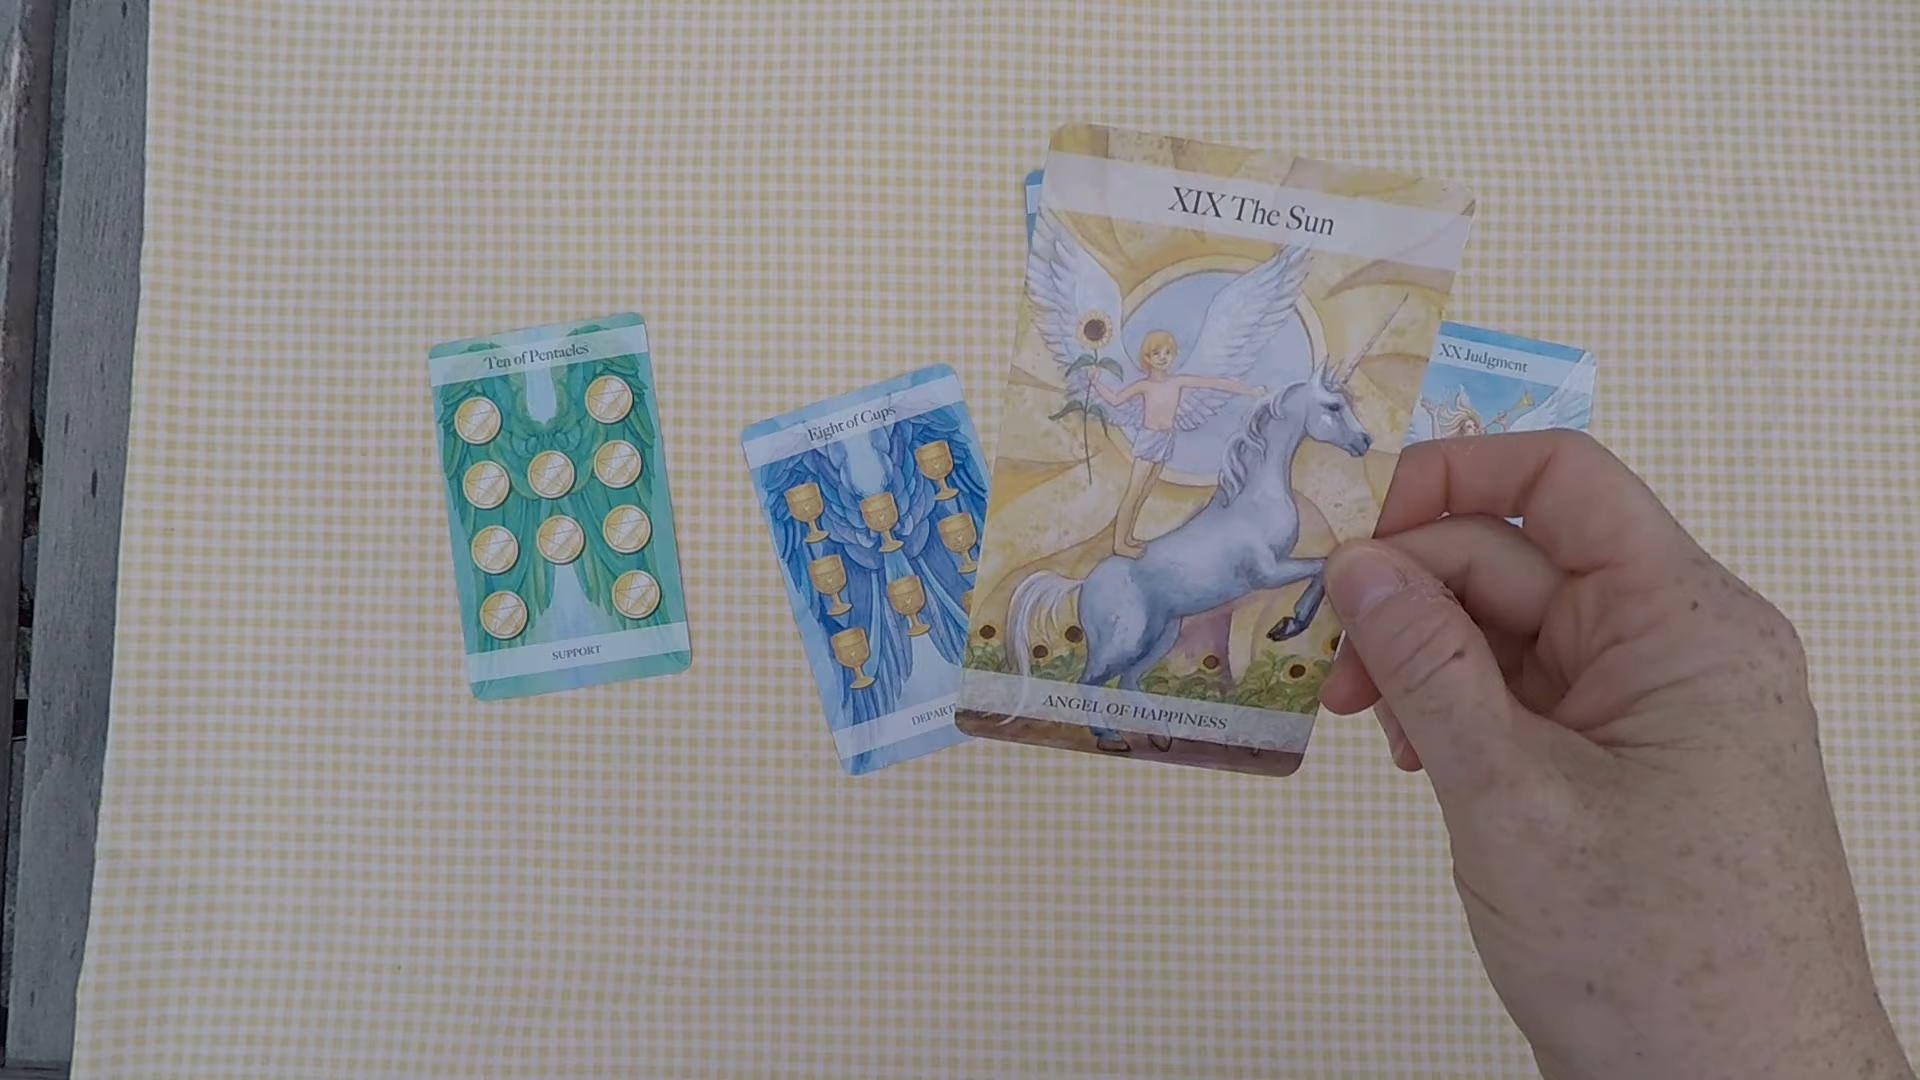 Ten of Pentacles
SUPPORT
Eight of Cups
XIX The Sun
ANGEL OF HAPPINESS
XX Judgment